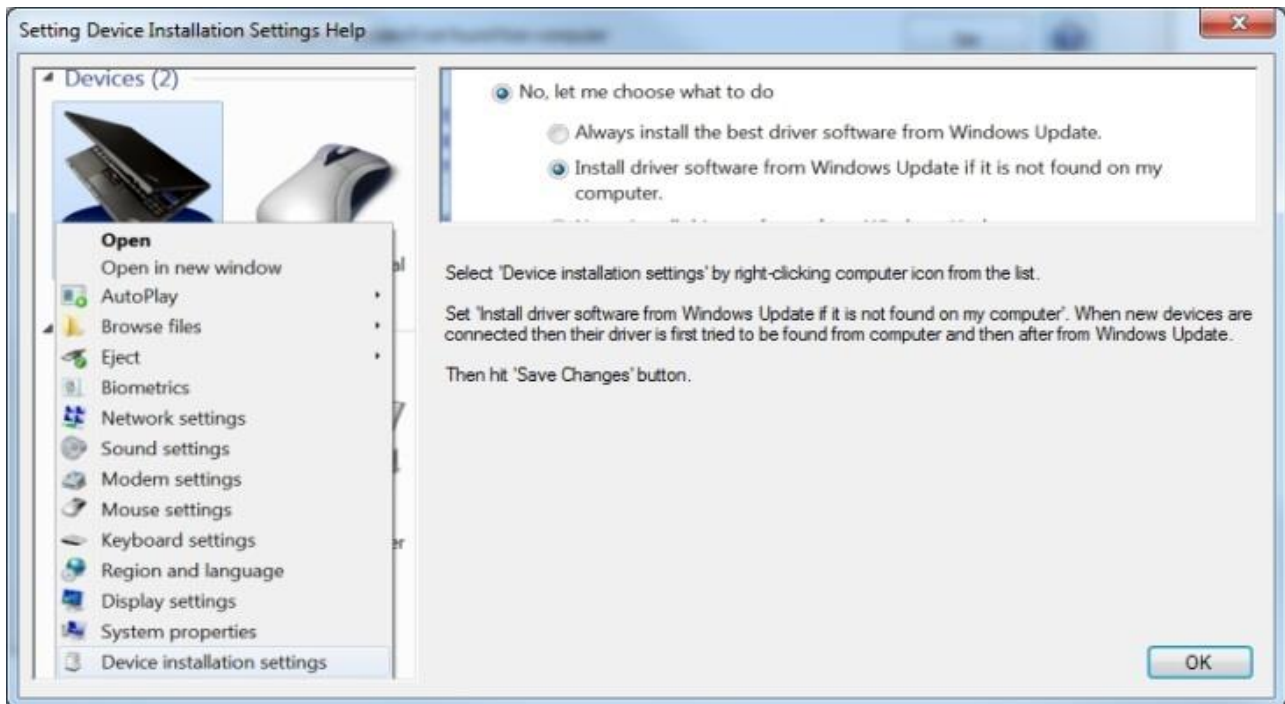 Setting Device Installation Settings Help
Devices (2)
Open
Open in new window
AutoPlay
Browse files
Eject
Biometrics
Network settings
Sound settings
Modem settings
Mouse settings
Keyboard settings
Region and language
Display settings
System properties
Device installation settings
No, let me choose what to do
Always install the best driver software from Windows Update.
Install driver software from Windows Update if it is not found on my
computer.
Select 'Device installation settings' by right-clicking computer icon from the list.
Set 'Install driver software from Windows Update if it is not found on my computer'. When new devices are
connected then their driver is first tried to be found from computer and then after from Windows Update.
Then hit 'Save Changes' button.
OK